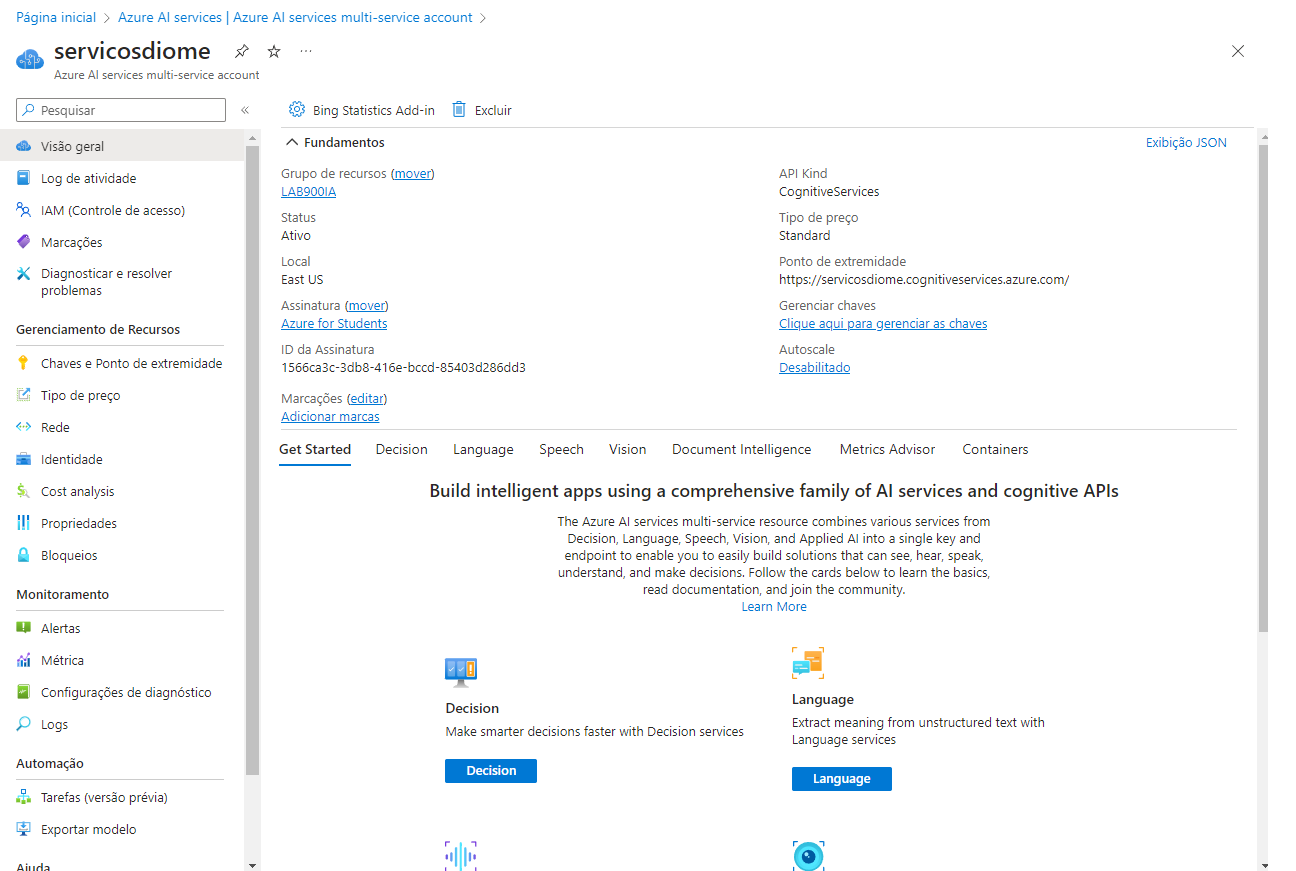 Página inicial > Azure AI services | Azure AI services multi-service account >
servicosdiome
Azure AI services multi-service account
Pesquisar
Visão geral
Log de atividade
IAM (Controle de acesso)
Marcações
Diagnosticar e resolver
problemas
Gerenciamento de Recursos
Chaves e Ponto de extremidade
Tipo de preço
Rede
Identidade
Cost analysis
Propriedades
Bloqueios
Monitoramento
Alertas
Métrica
Configurações de diagnóstico
Logs
Automação
Tarefas (versão prévia)
Exportar modelo
Ajuda
Bing Statistics Add-in
Excluir
Fundamentos
Exibição JSON
Grupo de recursos (mover)
LAB900IA
Status
Ativo
Local
East US
Assinatura (mover)
Azure for Students
ID da Assinatura
1566ca3c-3db8-416e-bccd-85403d286dd3
Marcações (editar)
Adicionar marcas
API Kind
CognitiveServices
Tipo de preço
Standard
Ponto de extremidade
https://servicosdiome.cognitiveservices.azure.com/
Gerenciar chaves
Clique aqui para gerenciar as chaves
Autoscale
Desabilitado
Get Started Decision Language Speech Vision Document Intelligence Metrics Advisor Containers
Build intelligent apps using a comprehensive family of AI services and cognitive APIs
The Azure AI services multi-service resource combines various services from
Decision, Language, Speech, Vision, and Applied AI into a single key and
endpoint to enable you to easily build solutions that can see, hear, speak,
understand, and make decisions. Follow the cards below to learn the basics,
read documentation, and join the community.
Learn More
Decision
Make smarter decisions faster with Decision services
Decision
Language
Extract meaning from unstructured text with
Language services
Language